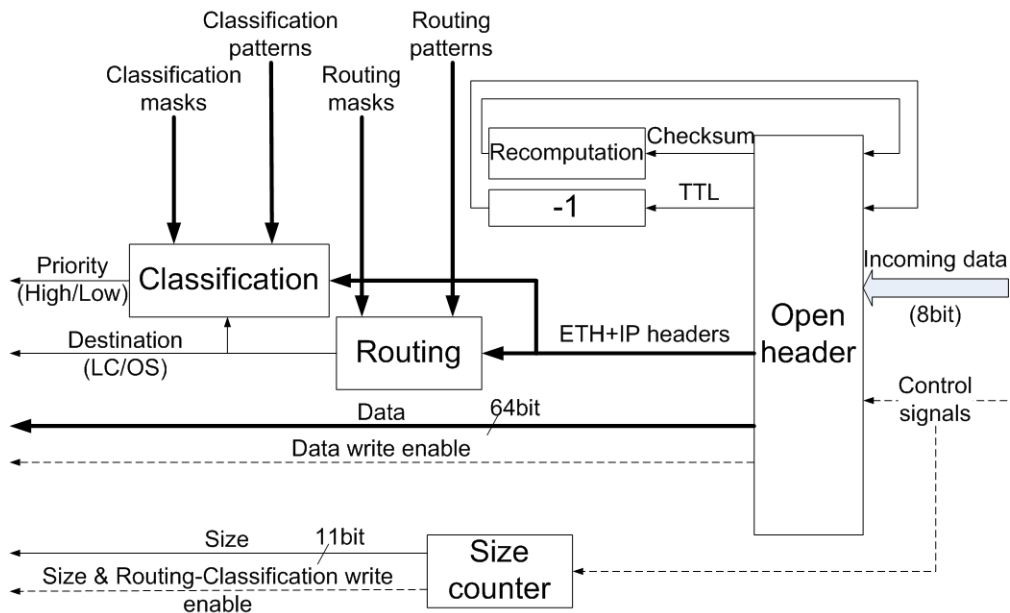 Classification
patterns
Routing
patterns
Classification
masks
Routing
masks
Checksum
Recomputation
TTL
-1
Priority
(High/Low)
Classification
Incoming data
(8bit)
Destination
(LC/OS)
Routing
ETH+IP headers
Open
header
Control
signals
Data
64bit
Data write enable
Size
11bit
Size & Routing-Classification write
enable
Size
counter